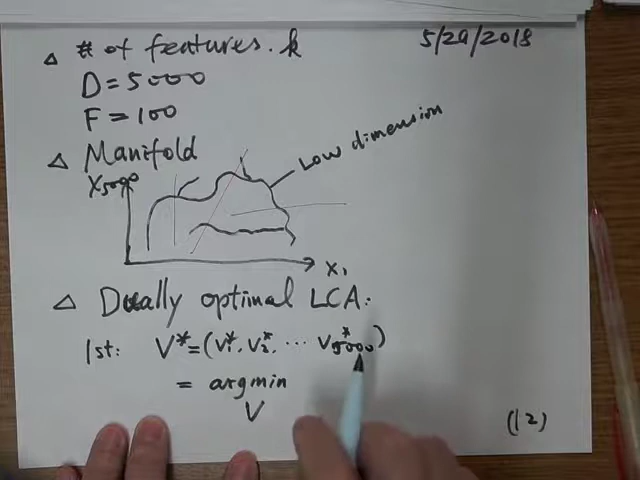 △ # of features. k
5/29/2018
D = 5000
F = 100
△ Manifold
X5000
Low dimension
X1
△ Dually optimal LCA:
1st: V* = (V1*, V2*, ... V5000*)
= argmin
V
(12)